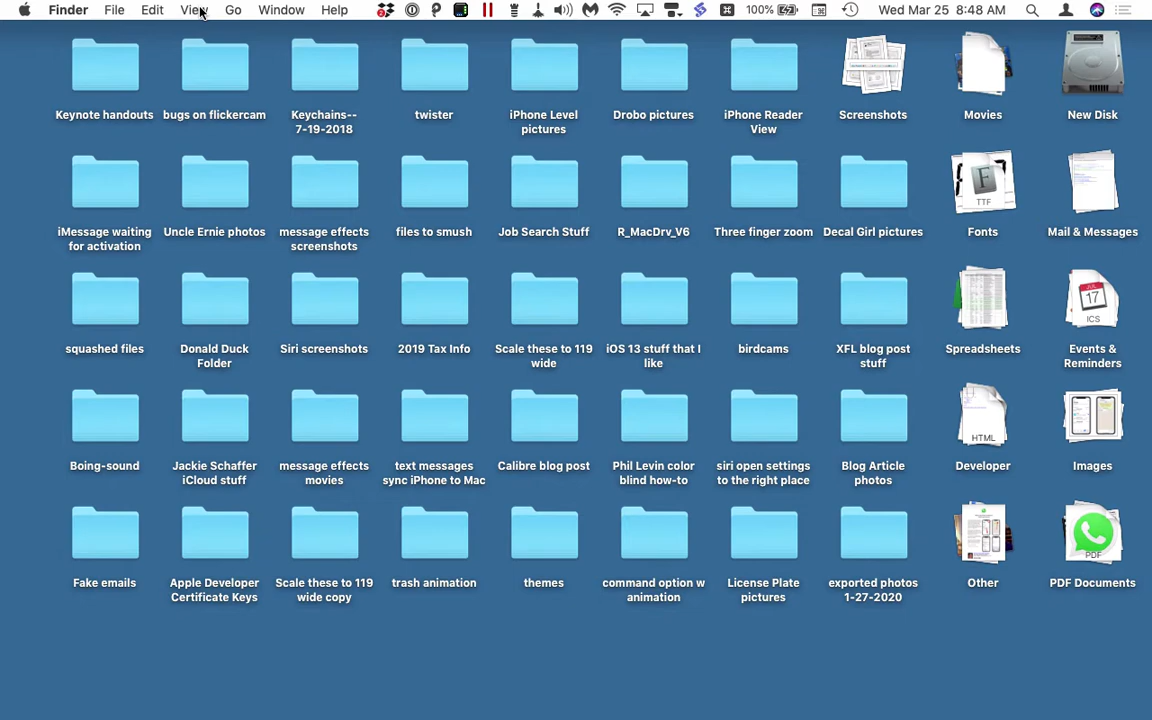 Finder File Edit View Go Window Help 100% Wed Mar 25 8:48 AM
Keynote handouts
bugs on flickercam
Keychains--
7-19-2018
twister
iPhone Level
pictures
Drobo pictures
iPhone Reader
View
Screenshots
Movies
New Disk
iMessage waiting
for activation
Uncle Ernie photos
message effects
screenshots
files to smush
Job Search Stuff
R_MacDrv_V6
Three finger zoom
Decal Girl pictures
TTF
Fonts
Mail & Messages
squashed files
Donald Duck
Folder
Siri screenshots
2019 Tax Info
Scale these to 119
wide
iOS 13 stuff that I
like
birdcams
XFL blog post
stuff
Spreadsheets
JUL
17
ICS
Events &
Reminders
Boing-sound
Jackie Schaffer
iCloud stuff
message effects
movies
text messages
sync iPhone to Mac
Calibre blog post
Phil Levin color
blind how-to
siri open settings
to the right place
Blog Article
photos
HTML
Developer
Images
Fake emails
Apple Developer
Certificate Keys
Scale these to 119
wide copy
trash animation
themes
command option w
animation
License Plate
pictures
exported photos
1-27-2020
Other
PDF
PDF Documents